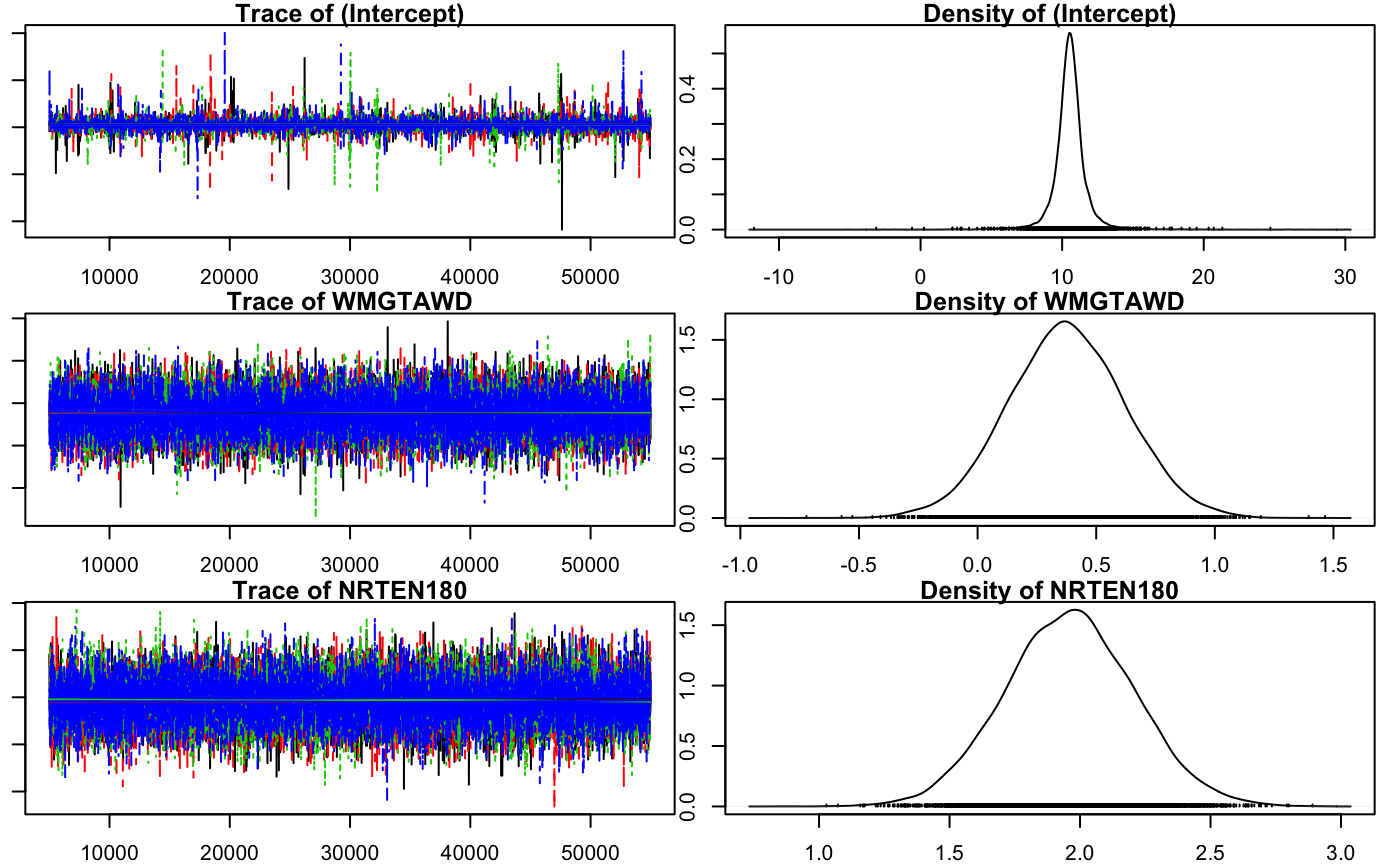 Trace of (Intercept)
Density of (Intercept)
10000 20000 30000 40000 50000
0.0 0.2 0.4
-10 0 10 20 30
Trace of WMGTAWD
Density of WMGTAWD
10000 20000 30000 40000 50000
0.0 0.5 1.0 1.5
-1.0 -0.5 0.0 0.5 1.0 1.5
Trace of NRTEN180
Density of NRTEN180
10000 20000 30000 40000 50000
0.0 0.5 1.0 1.5
1.0 1.5 2.0 2.5 3.0